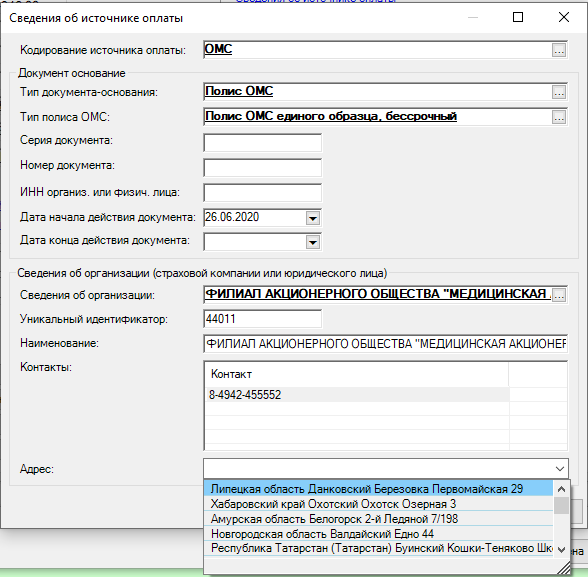 Сведения об источнике оплаты
Кодирование источника оплаты: ОМС ...
Документ основание
Тип документа-основания: Полис ОМС ...
Тип полиса ОМС: Полис ОМС единого образца, бессрочный ...
Серия документа:
Номер документа:
ИНН организ. или физич. лица:
Дата начала действия документа: 26.06.2020
Дата конца действия документа:
Сведения об организации (страховой компании или юридического лица)
Сведения об организации: ФИЛИАЛ АКЦИОНЕРНОГО ОБЩЕСТВА "МЕДИЦИНСКАЯ ...
Уникальный идентификатор: 44011
Наименование: ФИЛИАЛ АКЦИОНЕРНОГО ОБЩЕСТВА "МЕДИЦИНСКАЯ АКЦИОНЕР
Контакты:
Контакт
8-4942-455552
Адрес:
Липецкая область Данковский Березовка Первомайская 29
Хабаровский край Охотский Охотск Озерная 3
Амурская область Белогорск 2-й Ледяной 7/198
Новгородская область Валдайский Едно 44
Республика Татарстан (Татарстан) Буинский Кошки-Теняково Шк